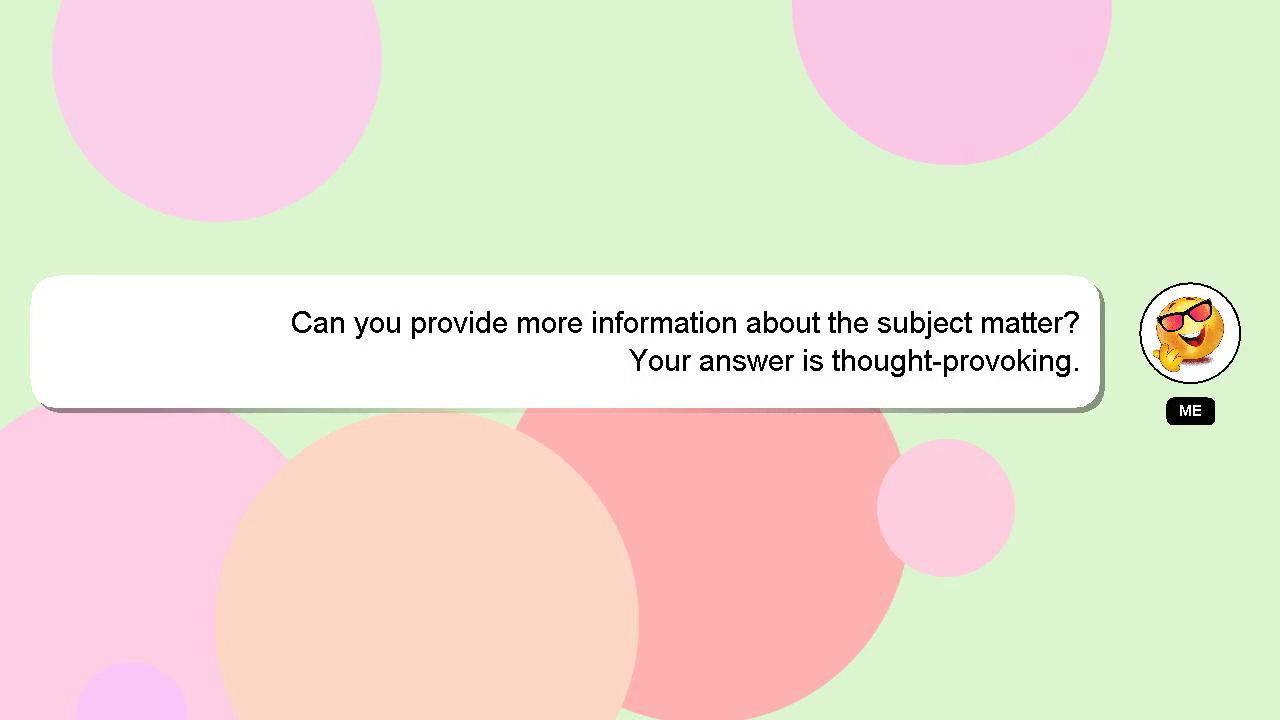 Can you provide more information about the subject matter?
Your answer is thought-provoking.
ME